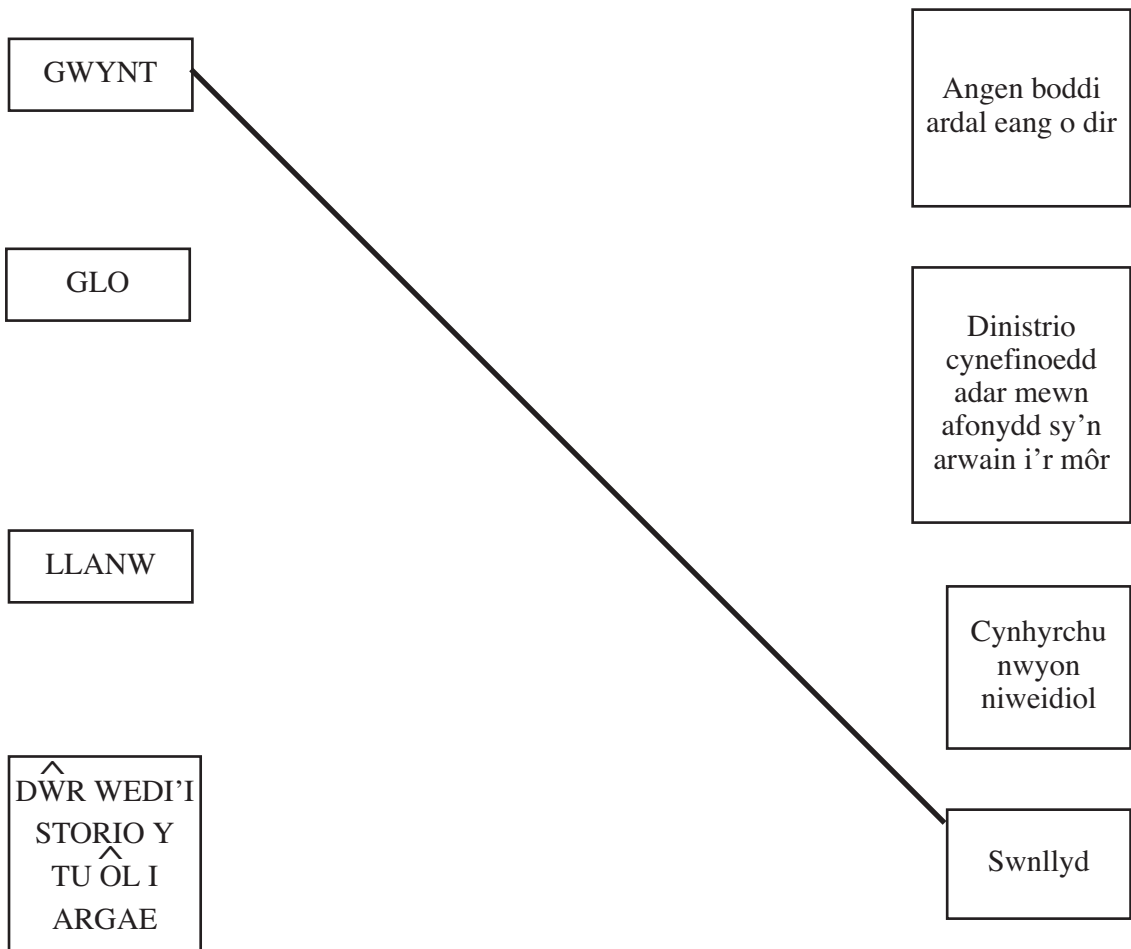 GWYNT
GLO
LLANW
DŴR WEDI'I
STORIO Y
TU ÔL I
ARGAE
Angen boddi
ardal eang o dir
Dinistrio
cynefinoedd
adar mewn
afonydd sy'n
arwain i'r môr
Cynhyrchu
nwyon
niweidiol
Swnllyd